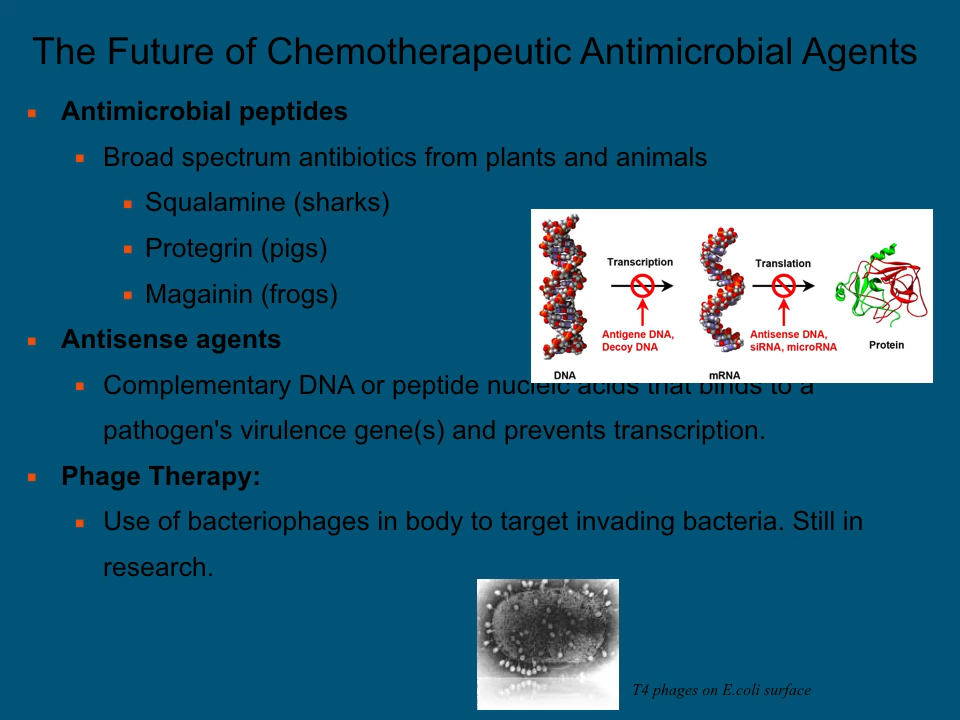 The Future of Chemotherapeutic Antimicrobial Agents
Antimicrobial peptides
Broad spectrum antibiotics from plants and animals
Squalamine (sharks)
Protegrin (pigs)
Magainin (frogs)
Transcription
Translation
Antigene DNA,
Decoy DNA
Antisense DNA,
siRNA, microRNA
Protein
DNA
mRNA
Antisense agents
Complementary DNA or peptide nucleic acids that binds to a
pathogen's virulence gene(s) and prevents transcription.
Phage Therapy:
Use of bacteriophages in body to target invading bacteria. Still in
research.
T4 phages on E.coli surface